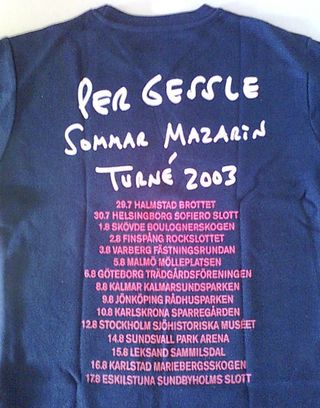 PER GESSLE
SOMMAR MAZARIN
TURNÉ 2003
29.7 HALMSTAD BROTTET
30.7 HELSINGBORG SOFIERO SLOTT
1.8 SKÖVDE BOULOGNERSKOGEN
2.8 FINSPÅNG ROCKSLOTTET
3.8 VARBERG FÄSTNINGSRUNDAN
5.8 MALMÖ MÖLLEPLATSEN
6.8 GÖTEBORG TRÄDGÅRDSFÖRENINGEN
8.8 KALMAR KALMARSUNDSPARKEN
9.8 JÖNKÖPING RÅDHUSPARKEN
10.8 KARLSKRONA SPARREGÅRDEN
12.8 STOCKHOLM SJÖHISTORISKA MUSEET
14.8 SUNDSVALL PARK ARENA
15.8 LEKSAND SAMMILSDAL
16.8 KARLSTAD MARIEBERGSSKOGEN
17.8 ESKILSTUNA SUNDBYHOLMS SLOTT